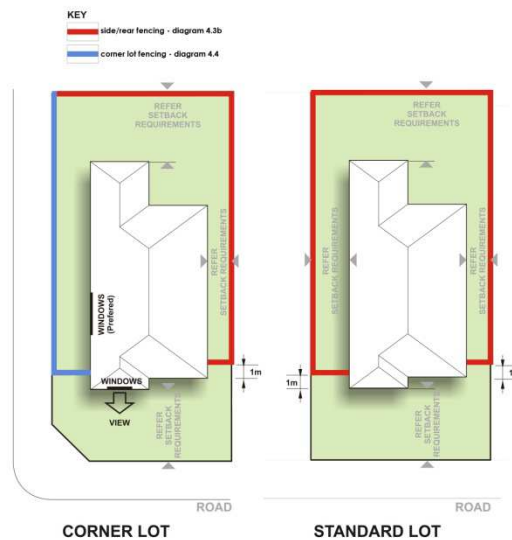 KEY
side/rear fencing - diagram 4.3b
corner lot fencing - diagram 4.4
REFER
SETBACK
REQUIREMENTS
REFER
SETBACK REQUIREMENTS
WINDOWS
(Prefered)
WINDOWS
VIEW
1m
REFER
SETBACK
REQUIREMENTS
ROAD
CORNER LOT
REFER
SETBACK
REQUIREMENTS
REFER
SETBACK REQUIREMENTS
REFER
SETBACK REQUIREMENTS
1m
1
REFER
SETBACK
REQUIREMENTS
ROAD
STANDARD LOT